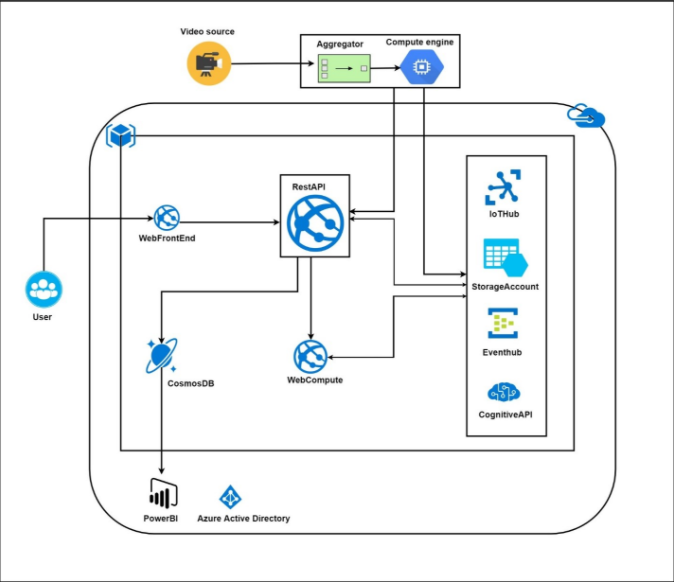 Video source
Aggregator
Compute engine
RestAPI
IoTHub
WebFrontEnd
StorageAccount
User
Eventhub
WebCompute
CosmosDB
CognitiveAPI
PowerBI
Azure Active Directory